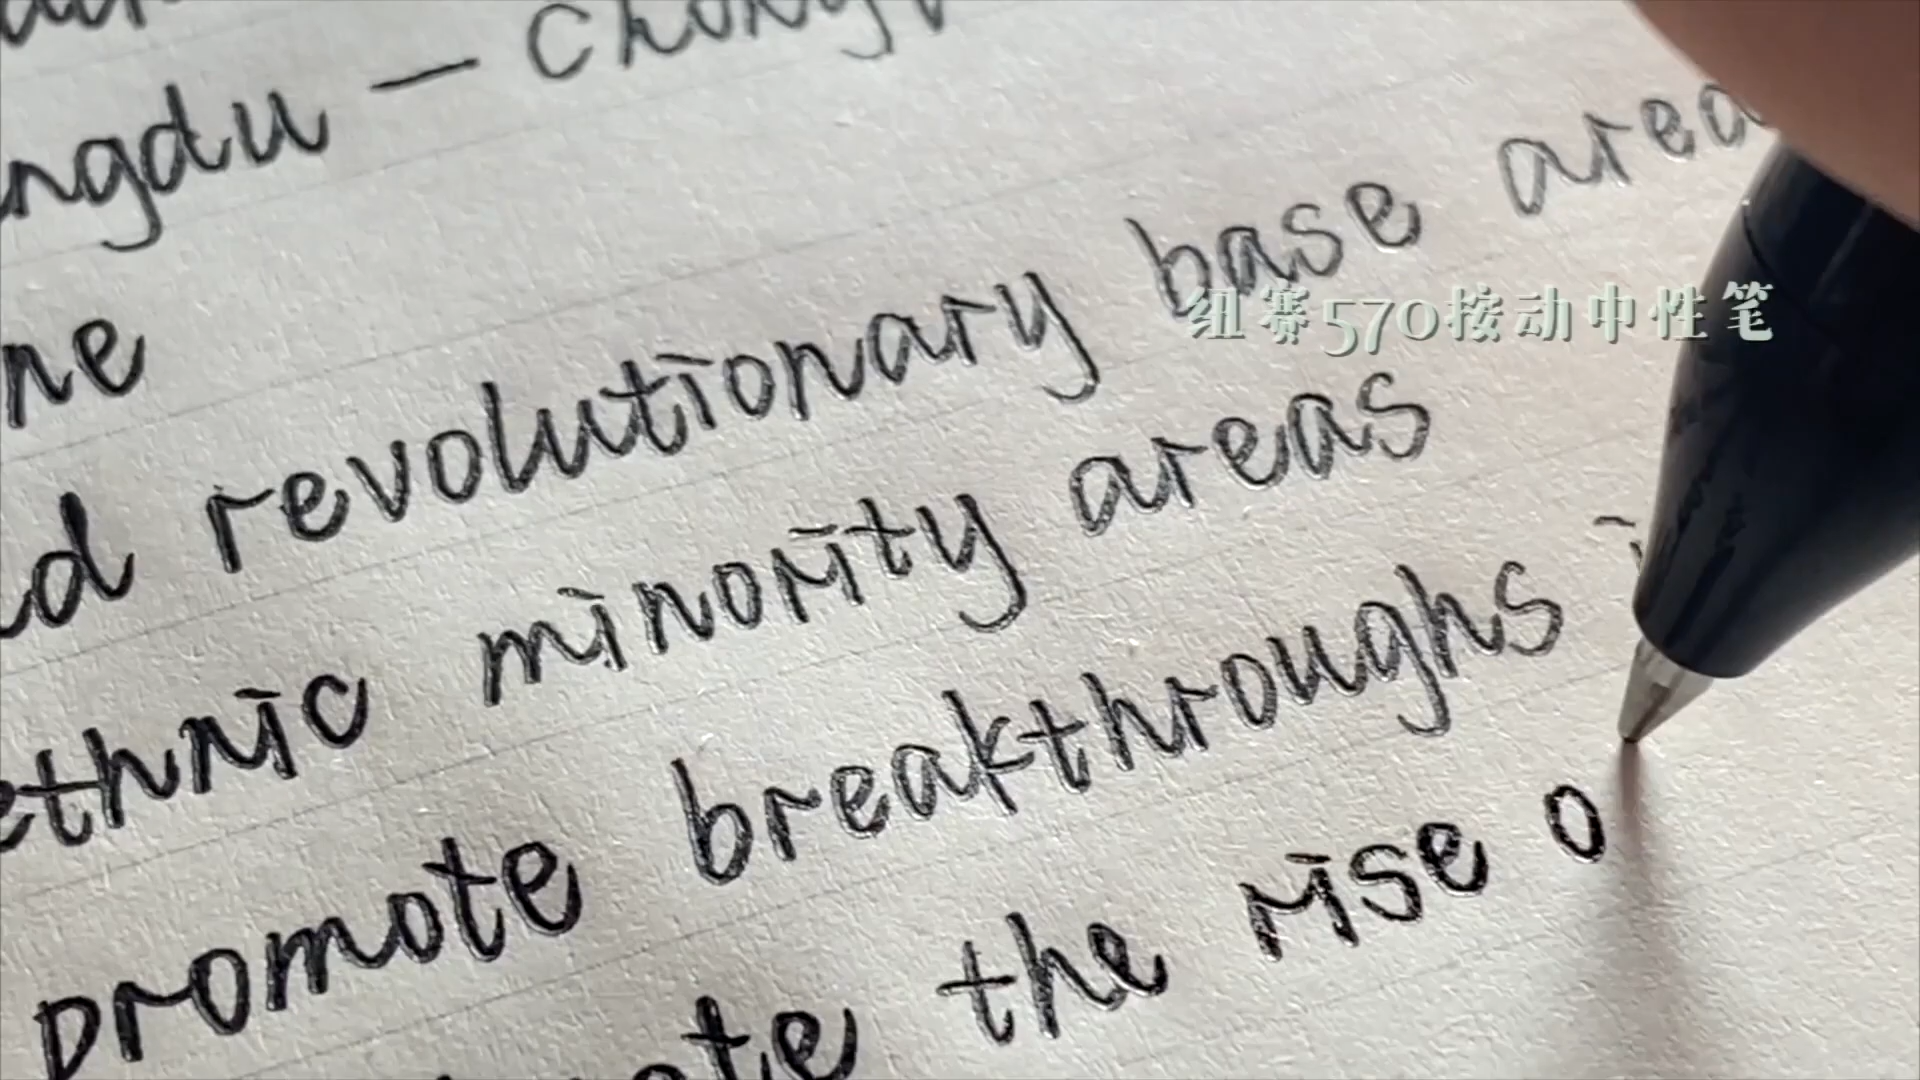 ngdu — Chong
ne
revolutionary base area
纽赛570按动中性笔
ethnic minority areas
promote breakthroughs i
the rise o